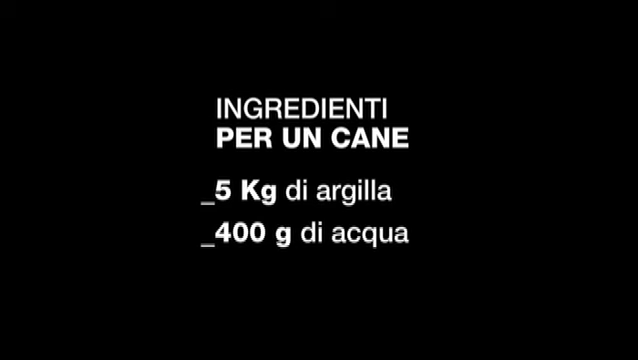 INGREDIENTI
PER UN CANE
_5 Kg di argilla
_400 g di acqua